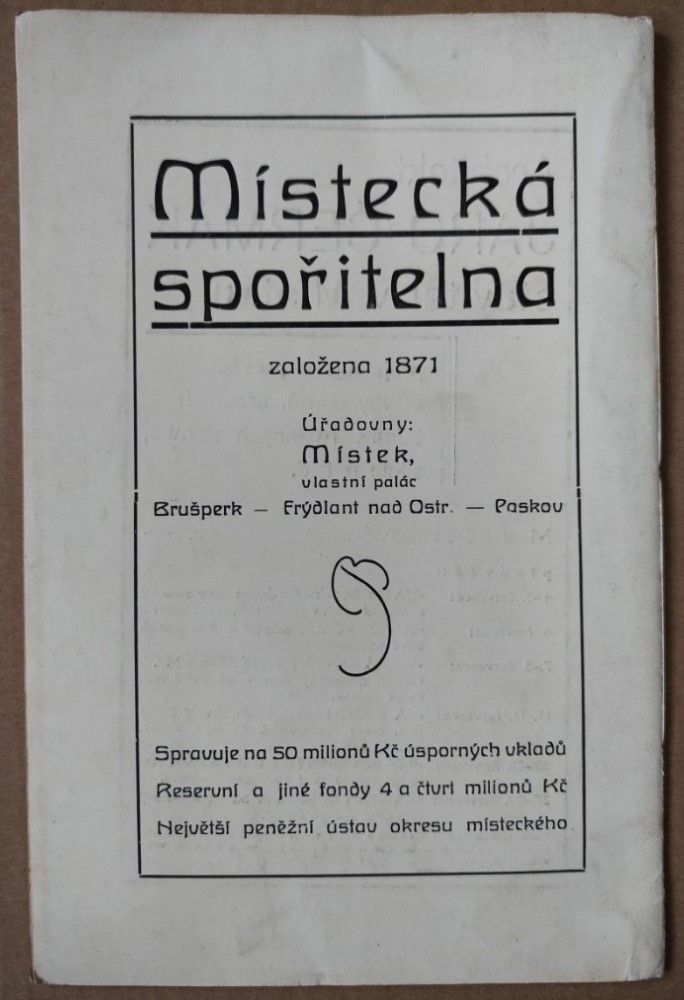 Místecká
spořitelna
založena 1871
Úřadovny:
Místek,
vlastní palác
Brušperk — Frýdlant nad Ostr. — Paskov
Spravuje na 50 milionů Kč úsporných vkladů
Reservní a jiné fondy 4 a čtvrt milionů Kč
Největší peněžní ústav okresu místeckého